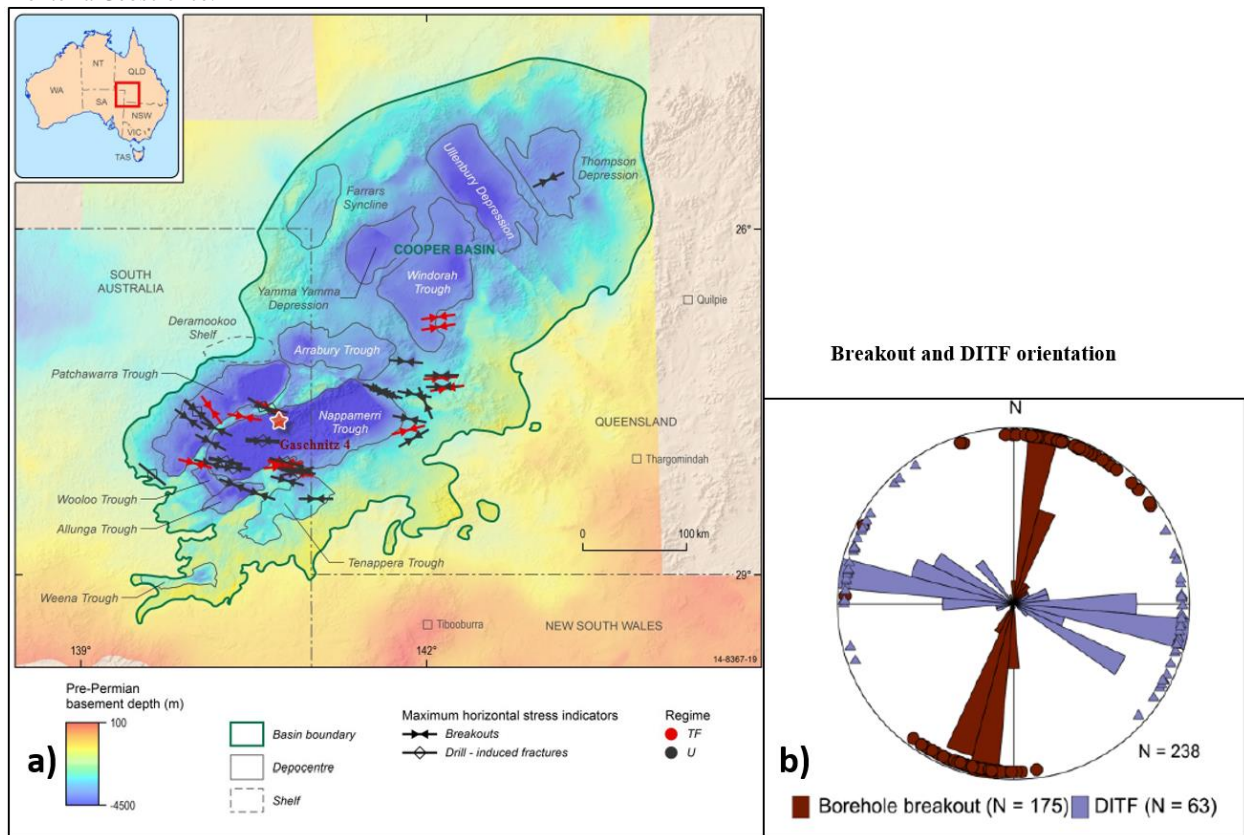 NT
QLD
WA
SA
NSW
VIC
TAS
Thompson
Depression
Ullenbury Depression
Farrars
Syncline
26°
COOPER BASIN
SOUTH
AUSTRALIA
Windorah
Trough
Yamma Yamma
Depression
Quilpie
Deramookoo
Shelf
Arrabury Trough
Patchawarra Trough
Nappamerri
Trough
QUEENSLAND
Gaschnitz 4
Thargomindah
Wooloo Trough
Allunga Trough
0
100 km
Tenappera Trough
29°
Weena Trough
Tibooburra
NEW SOUTH WALES
139°
142°
14-8367-19
Pre-Permian
basement depth (m)
100
-4500
Basin boundary
Depocentre
Shelf
Maximum horizontal stress indicators
Breakouts
Drill - induced fractures
Regime
TF
U
a)
Breakout and DITF orientation
N
N = 238
b)
Borehole breakout (N = 175)
DITF (N = 63)